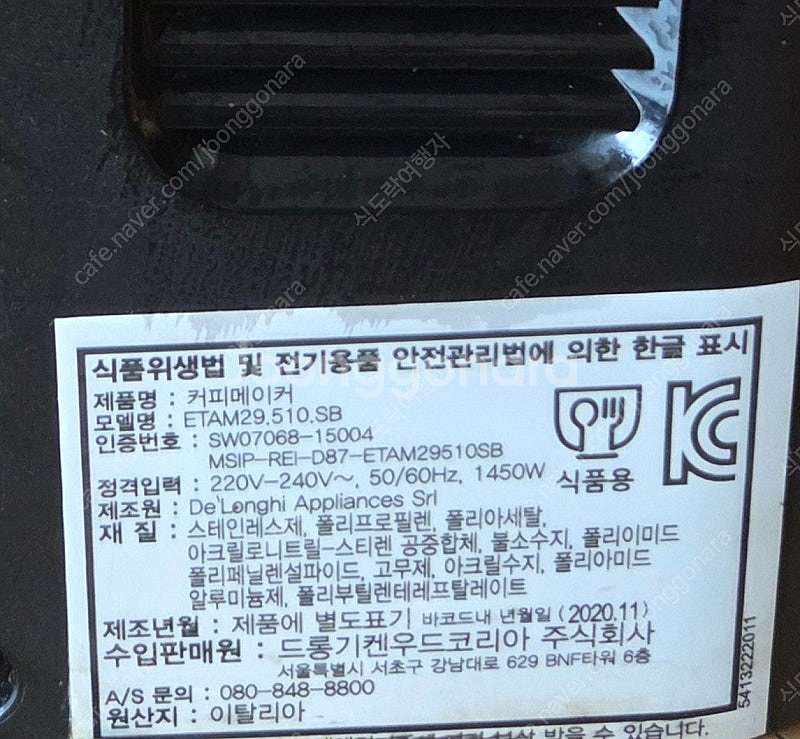 식품위생법 및 전기용품 안전관리법에 의한 한글 표시
제품명 : 커피메이커
모델명 : ETAM29.510.SB
인증번호 : SW07068-15004
MSIP-REI-D87-ETAM29510SB
정격입력 : 220V-240V~, 50/60Hz, 1450W
제조원 : De'Longhi Appliances Srl
재 질 : 스테인레스제, 폴리프로필렌, 폴리아세탈,
아크릴로니트릴-스티렌 공중합체, 불소수지, 폴리이미드
폴리페닐렌설파이드, 고무제, 아크릴수지, 폴리아미드
알루미늄제, 폴리부틸렌테레프탈레이트
제조년월 : 제품에 별도표기 바코드내 년월일 (2020.11)
수입판매원 : 드롱기켄우드코리아 주식회사
서울특별시 서초구 강남대로 629 BNF타워 6층
A/S 문의 : 080-848-8800
원산지 : 이탈리아
받을 수 있습니다.
식품용
KC
5413222011
cafe.naver.com/joonggonara
식도락여행자
cafe.naver.com/joonggonara
joonggonara